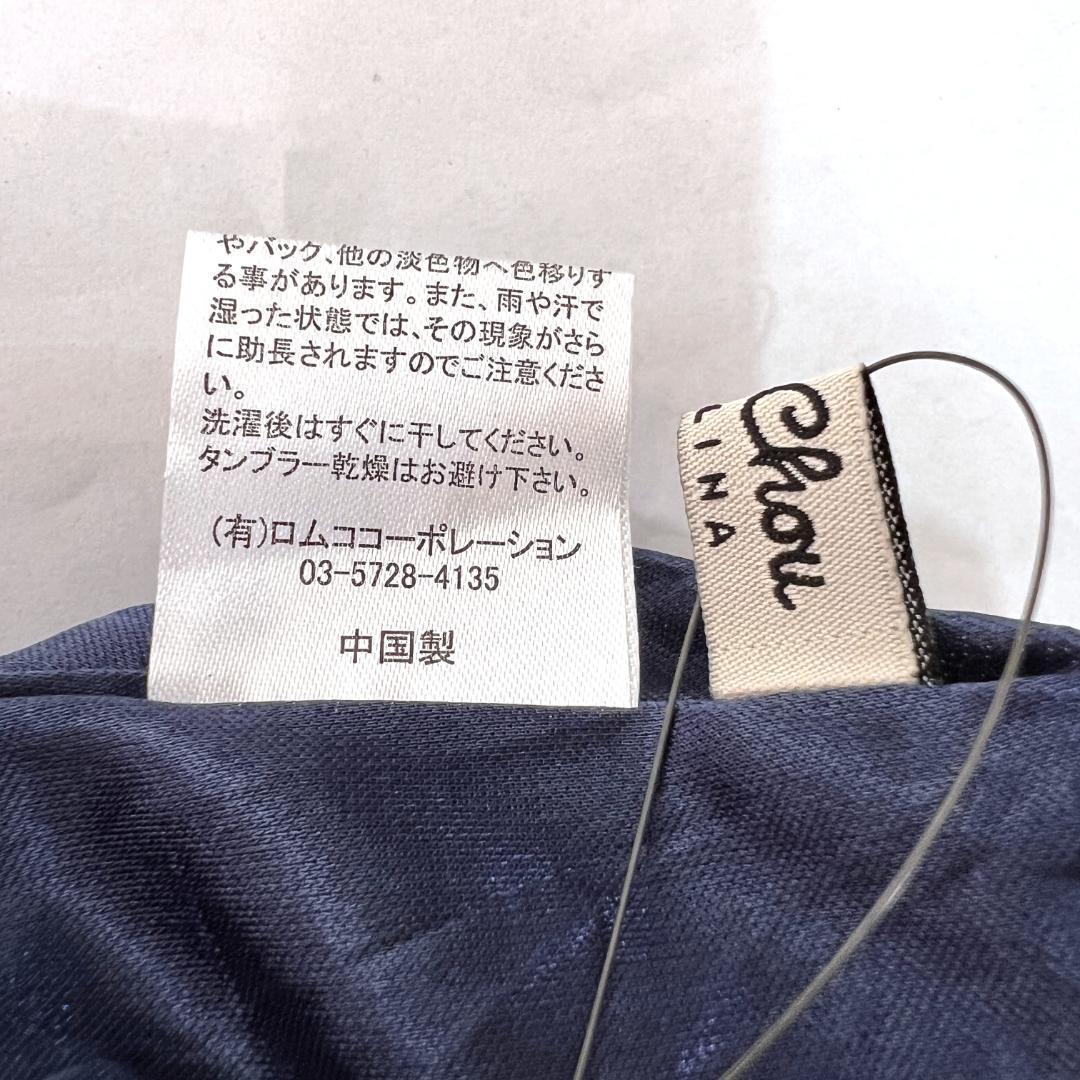 やバック、他の淡色物へ色移りす
る事があります。また、雨や汗で
湿った状態では、その現象がさら
に助長されますのでご注意くださ
い。
洗濯後はすぐに干してください。
タンブラー乾燥はお避け下さい。
(有)ロムココーポレーション
03-5728-4135
中国製
Chou
LINA